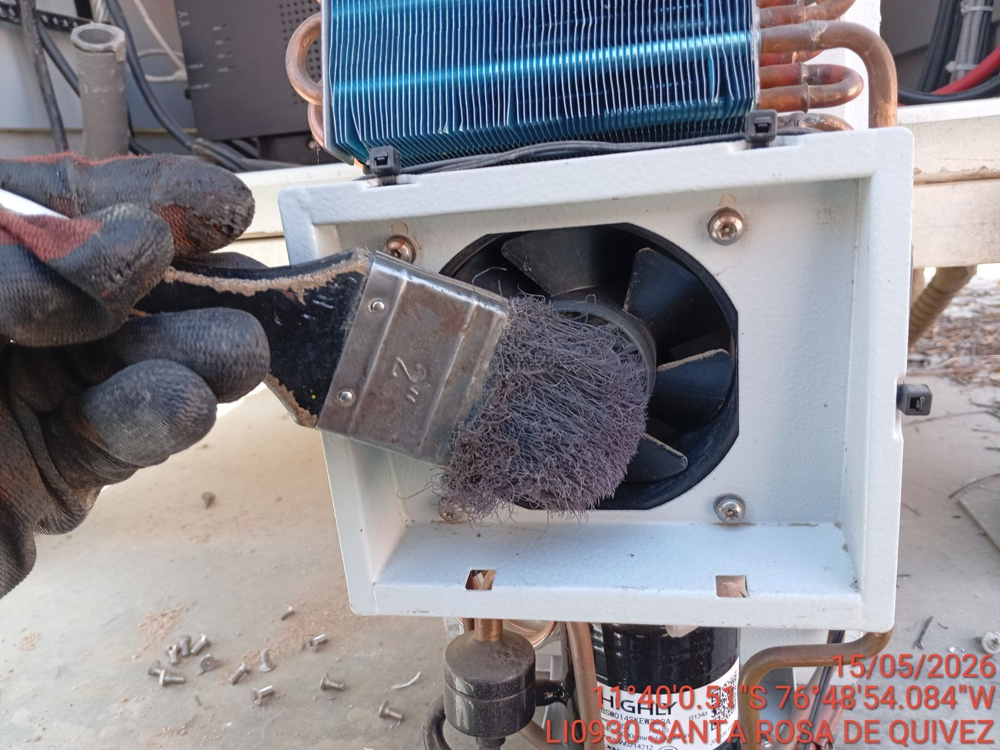 2"
HIGHLY
R134a
15/05/2026
11°40'0.51"S 76°48'54.084"W
LI0930 SANTA ROSA DE QUIVEZ